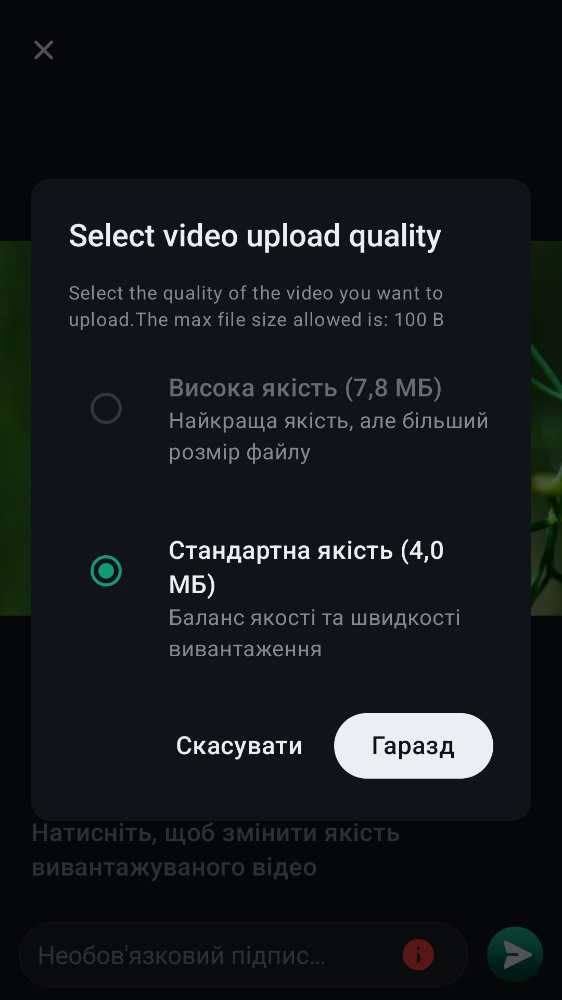 Select video upload quality
Select the quality of the video you want to
upload.The max file size allowed is: 100 B
Висока якість (7,8 МБ)
Найкраща якість, але більший
розмір файлу
Стандартна якість (4,0
МБ)
Баланс якості та швидкості
вивантаження
Скасувати
Гаразд
Натисніть, щоб змінити якість
вивантажуваного відео
Необов'язковий підпис...